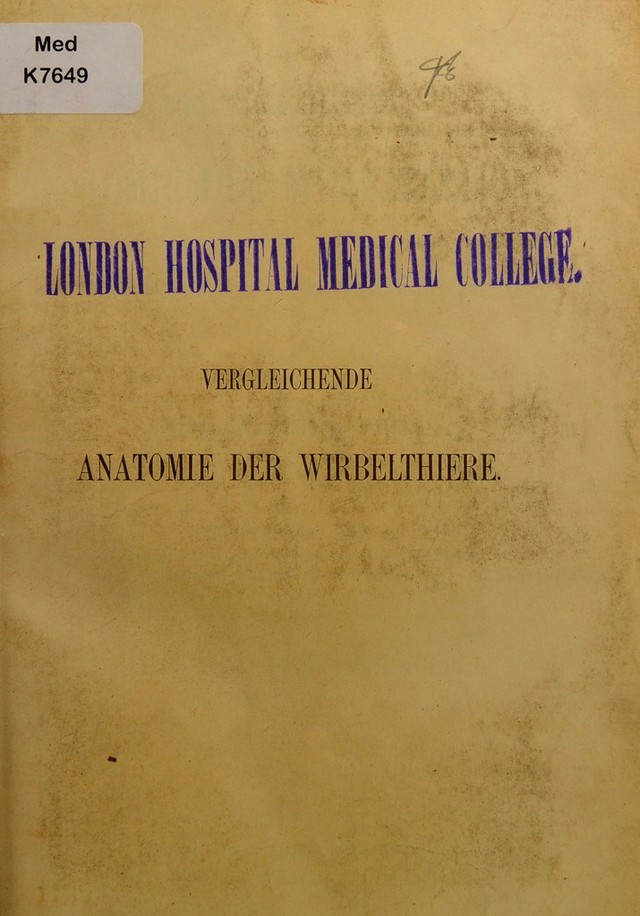 Med
K7649
LONDON HOSPITAL MEDICAL COLLEGE.
VERGLEICHENDE
ANATOMIE DER WIRBELTHIERE.